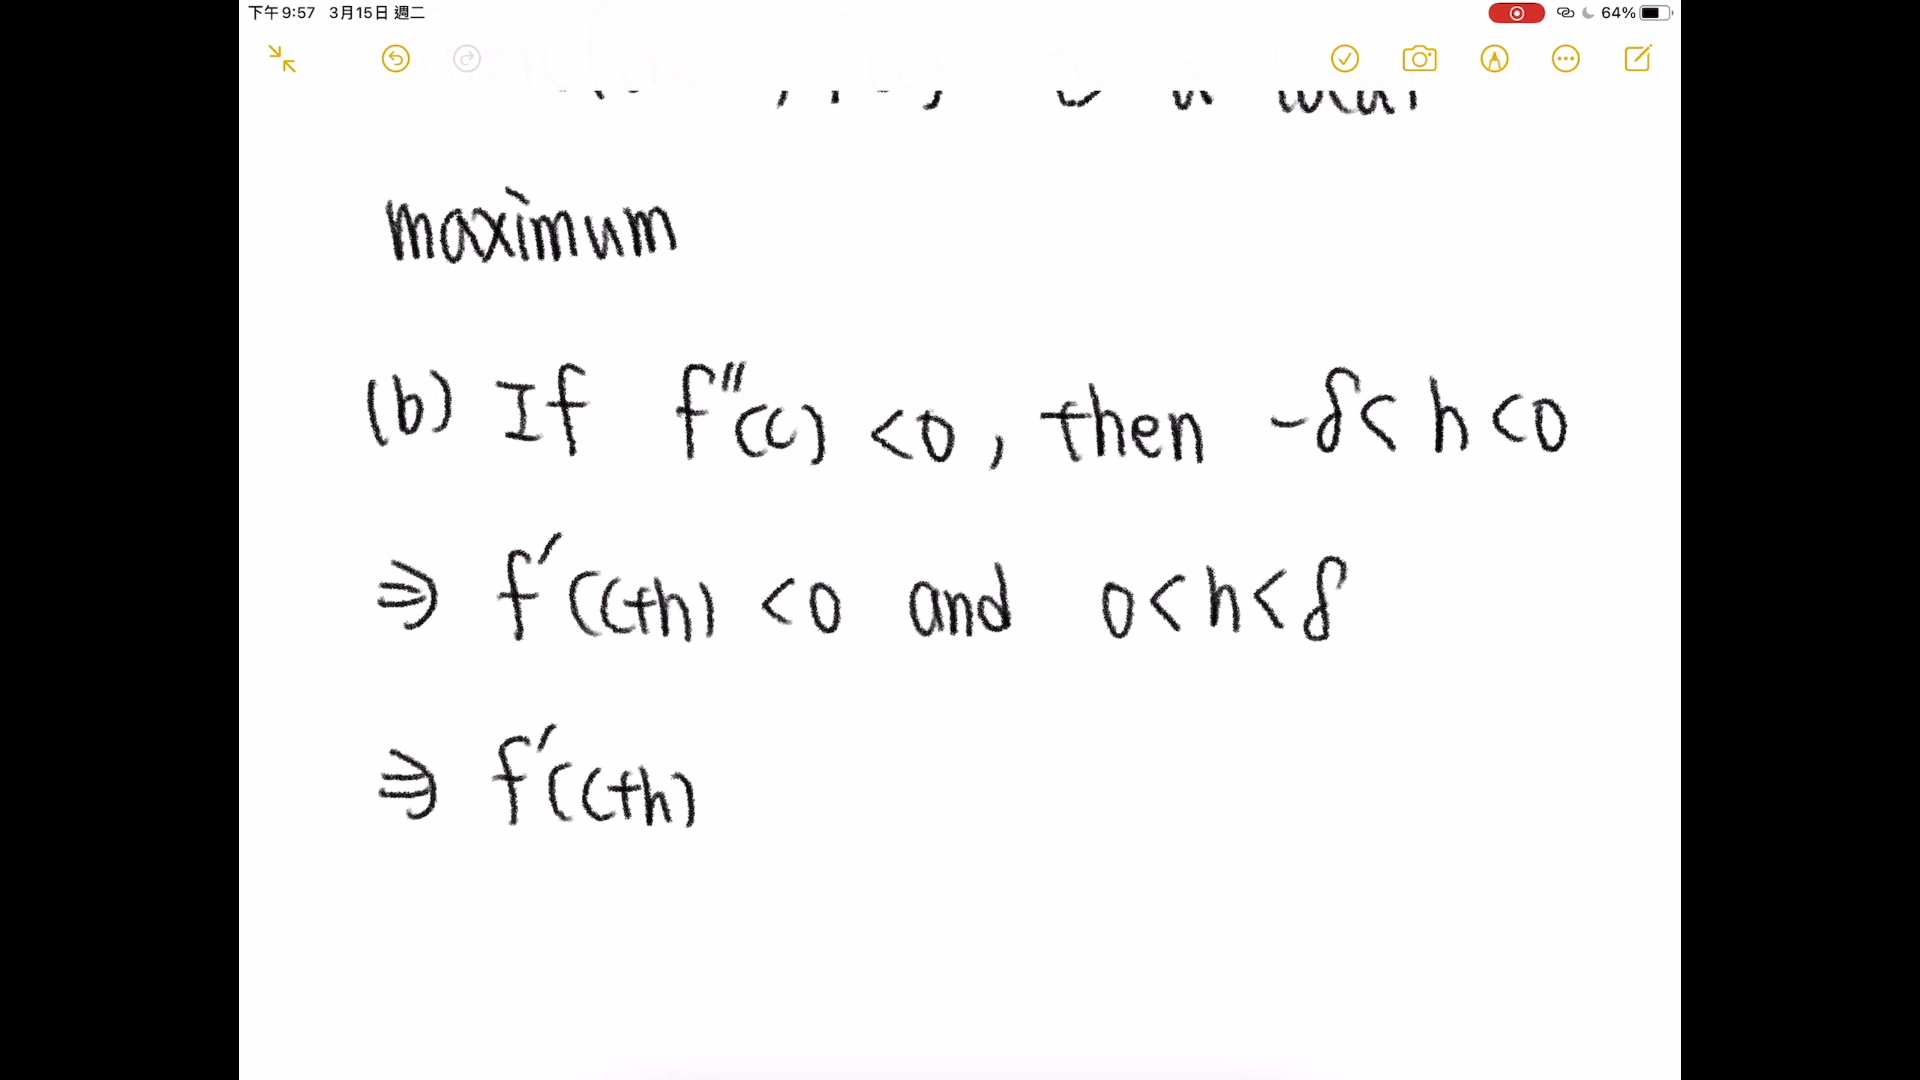 下午9:57 3月15日 週二 64%
a local
maximum
(b) If f''(c) <0, then -δ< h <0
⇒ f'(c+h) <0 and 0<h<δ
⇒ f'(c+h)